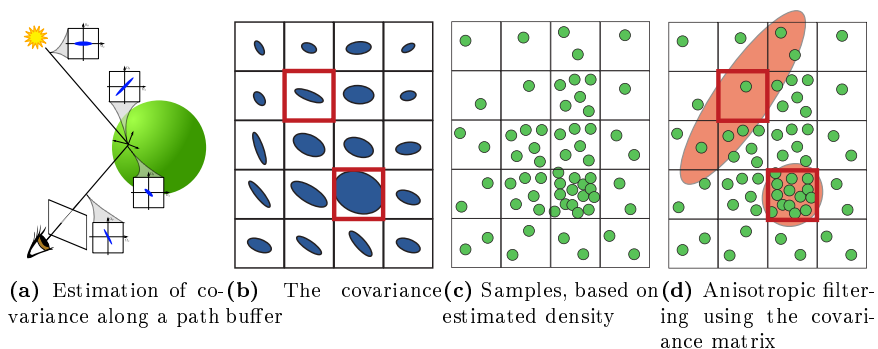 (a) Estimation of co-
variance along a path
(b) The covariance
buffer
(c) Samples, based on
estimated density
(d) Anisotropic filter-
ing using the covari-
ance matrix